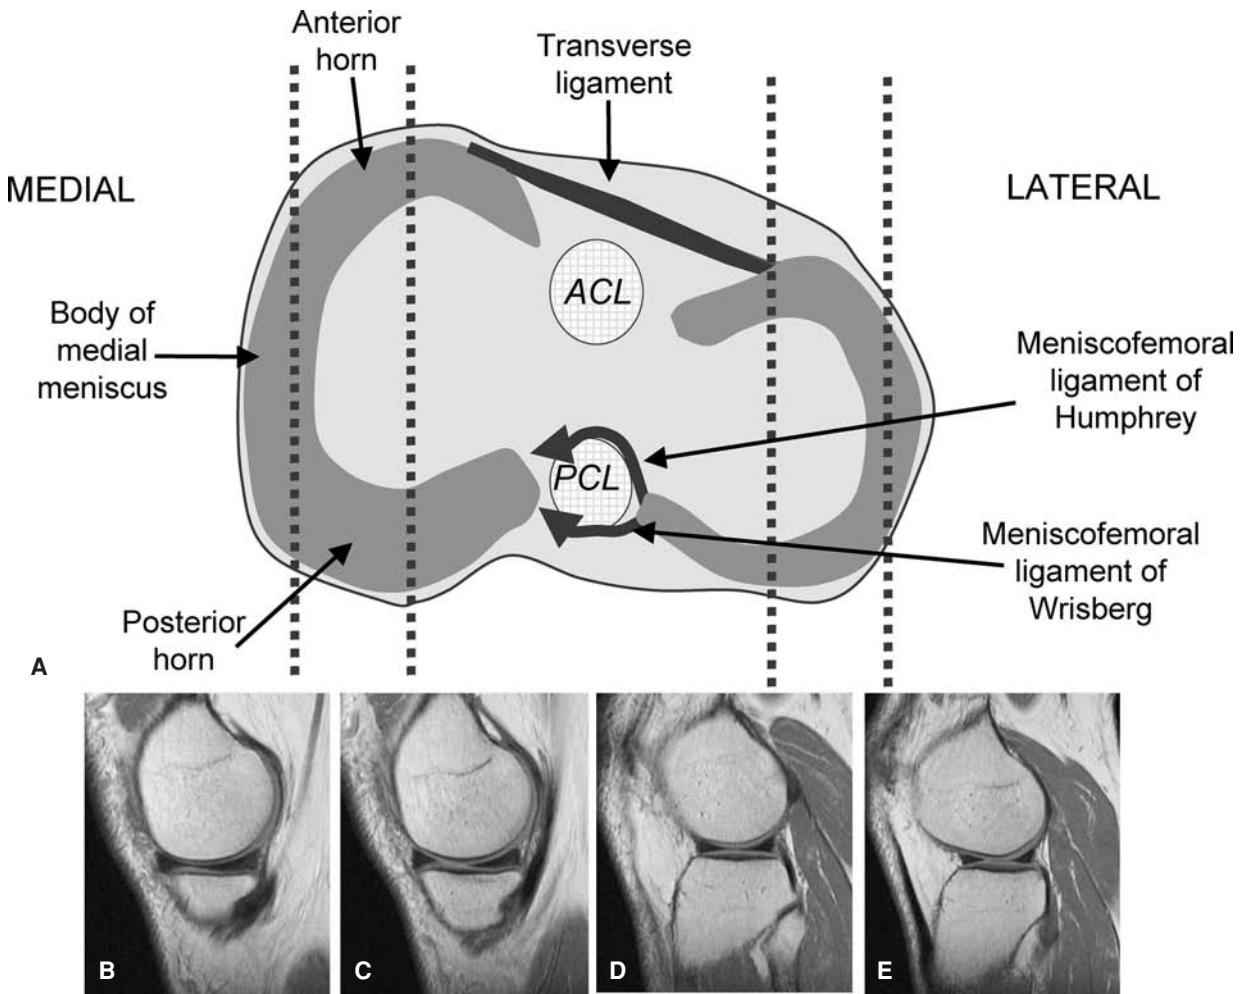 Anterior
horn
Transverse
ligament
MEDIAL
LATERAL
ACL
Body of
medial
meniscus
Meniscofemoral
ligament of
Humphrey
PCL
Meniscofemoral
ligament of
Wrisberg
Posterior
horn
A
B
C
D
E